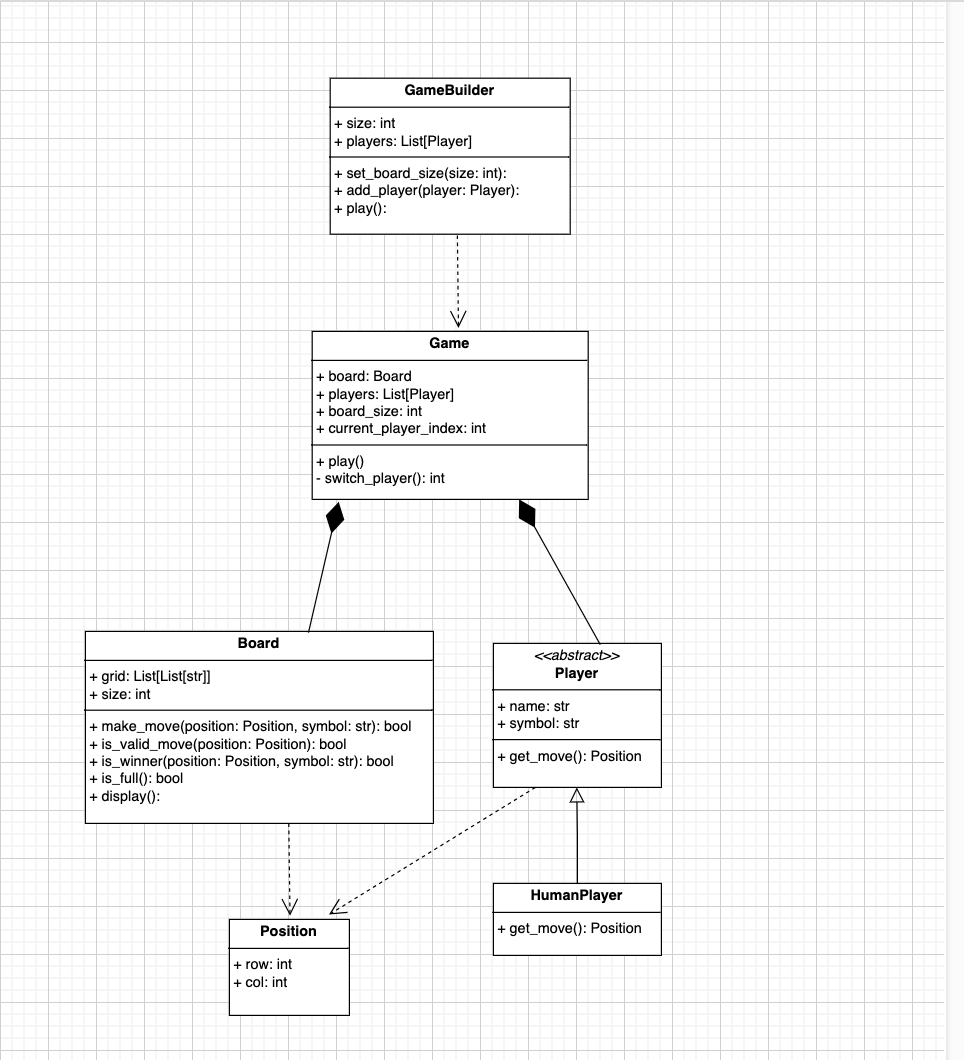 GameBuilder
+ size: int
+ players: List[Player]
+ set_board_size(size: int):
+ add_player(player: Player):
+ play():
Game
+ board: Board
+ players: List[Player]
+ board_size: int
+ current_player_index: int
+ play()
- switch_player(): int
Board
+ grid: List[List[str]]
+ size: int
+ make_move(position: Position, symbol: str): bool
+ is_valid_move(position: Position): bool
+ is_winner(position: Position, symbol: str): bool
+ is_full(): bool
+ display():
<<abstract>>
Player
+ name: str
+ symbol: str
+ get_move(): Position
HumanPlayer
+ get_move(): Position
Position
+ row: int
+ col: int